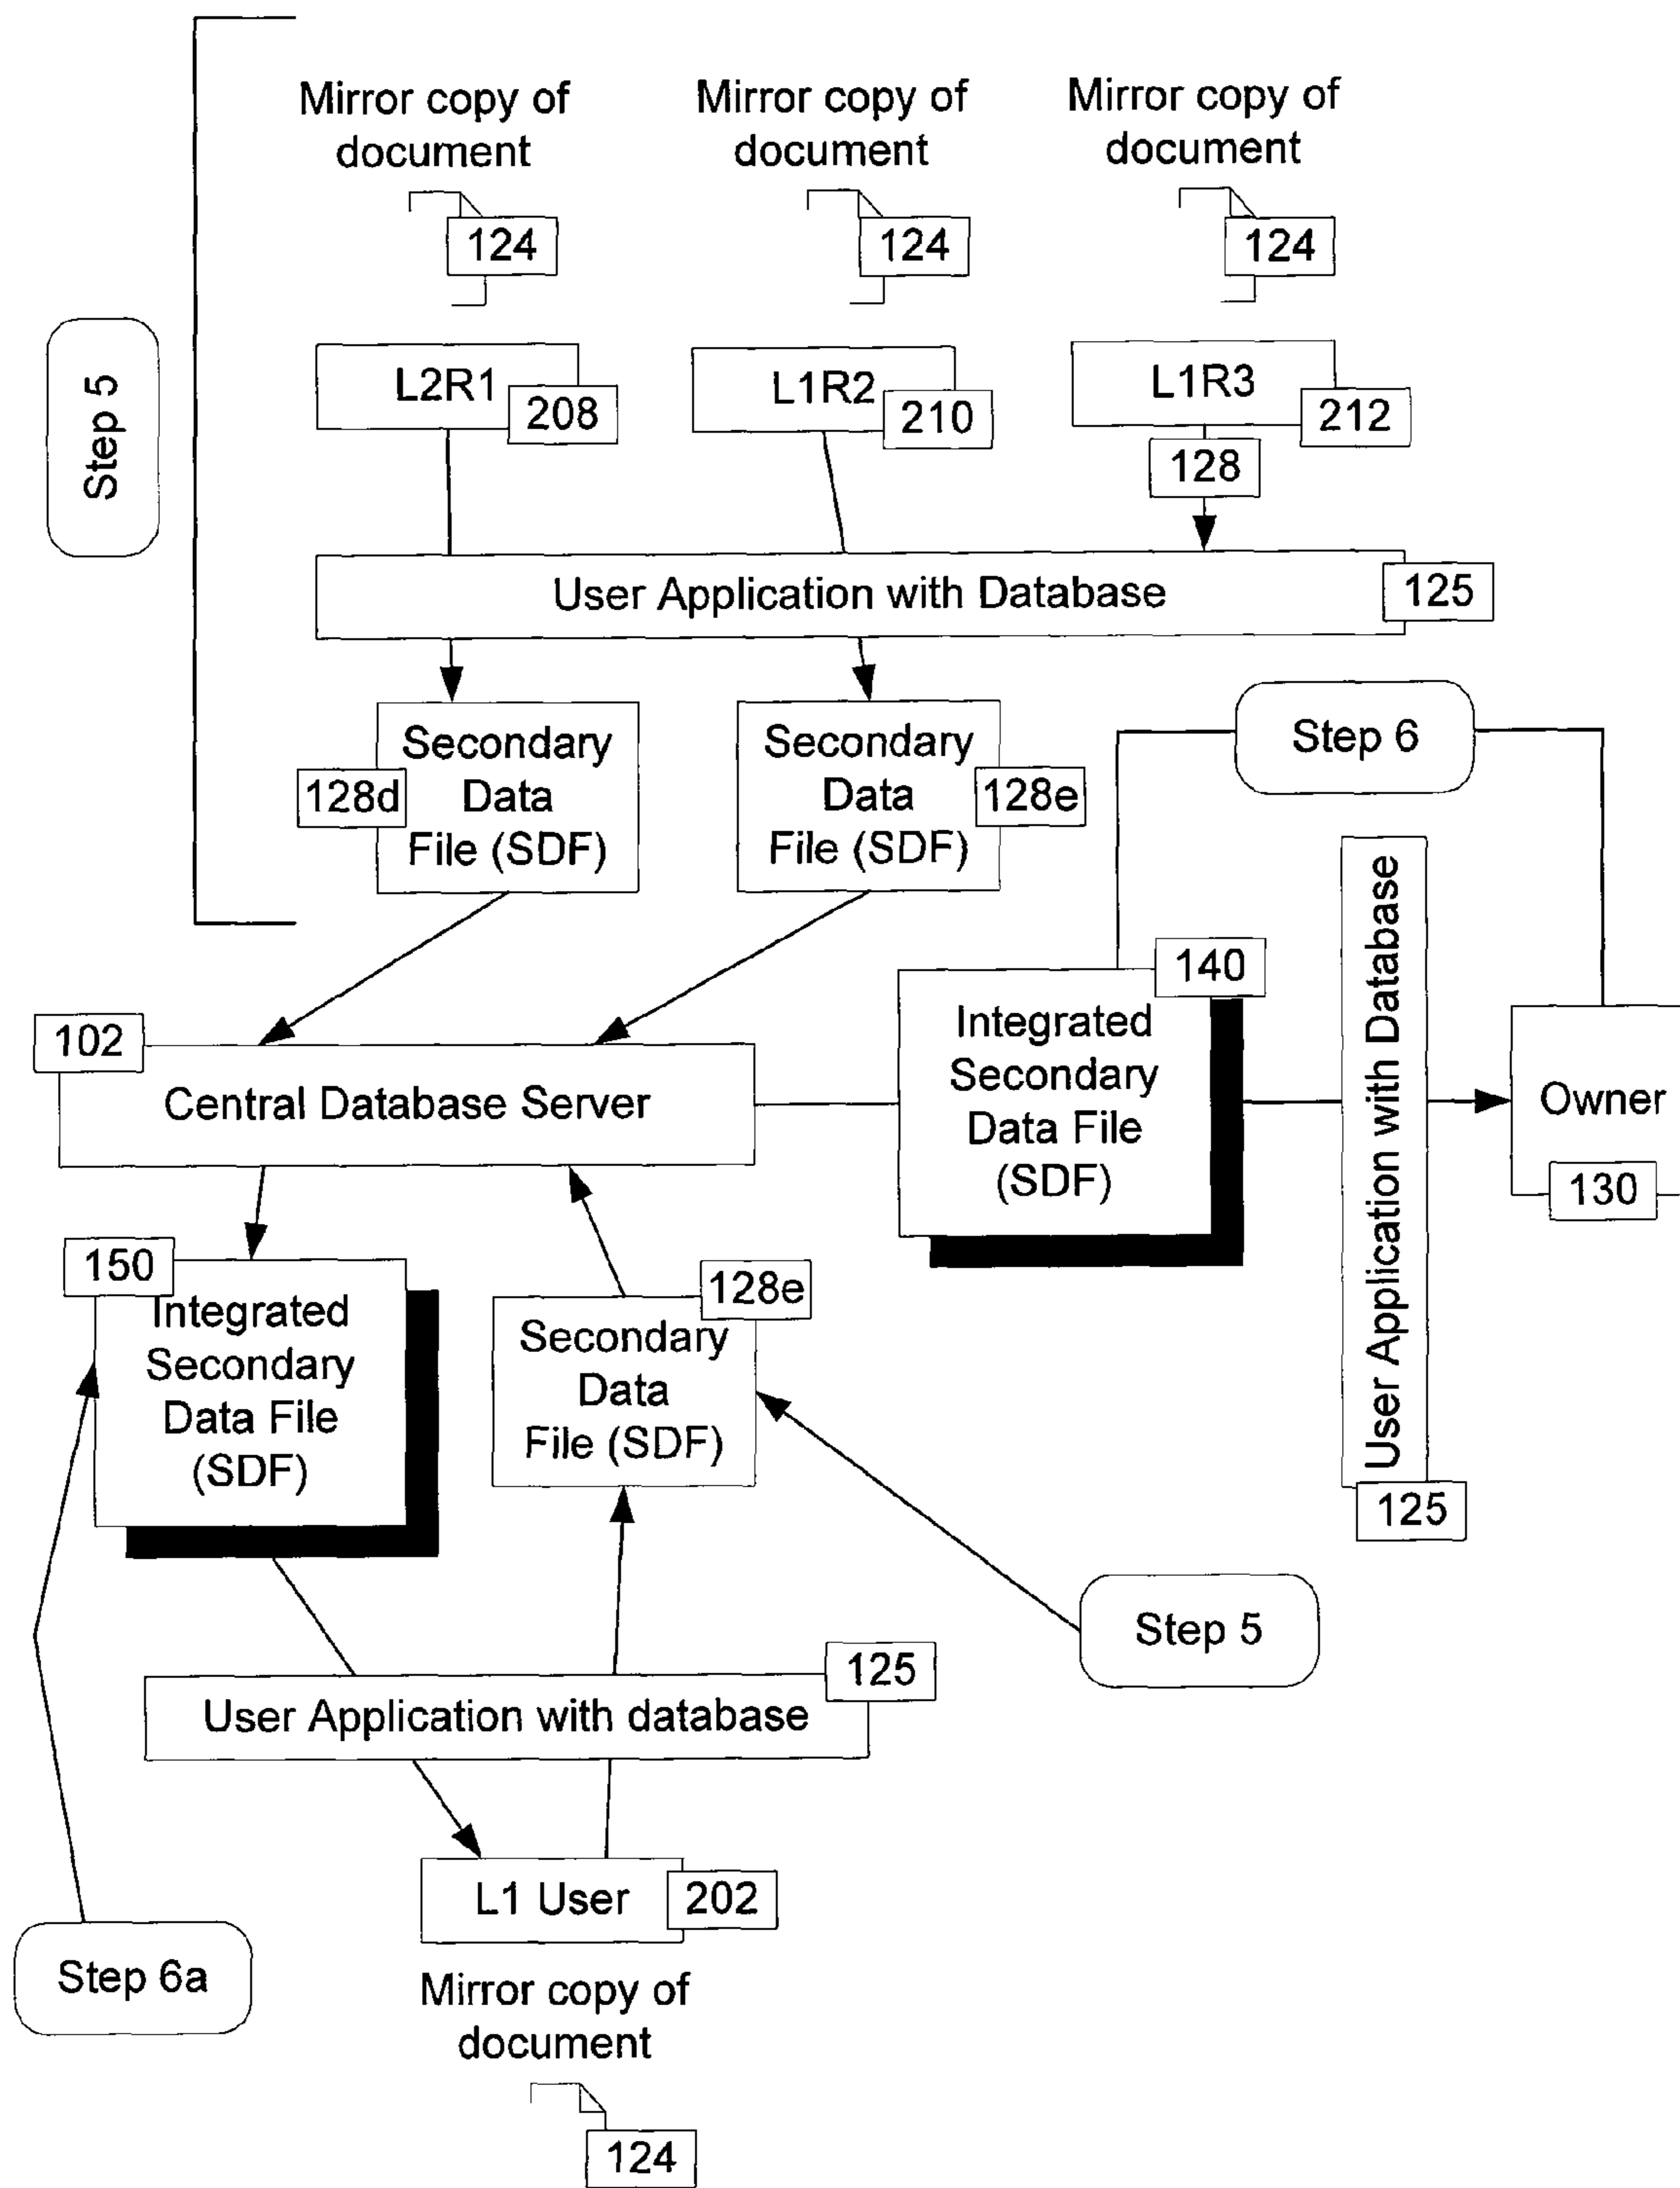 Mirror copy of
document
124
Mirror copy of
document
124
Mirror copy of
document
124
Step 5
L2R1
208
L1R2
210
L1R3
212
128
User Application with Database
125
Secondary
Data
File (SDF)
128d
Secondary
Data
File (SDF)
128e
Step 6
102
Central Database Server
140
Integrated
Secondary
Data File
(SDF)
User Application with Database
125
Owner
130
150
Integrated
Secondary
Data File
(SDF)
128e
Secondary
Data
File (SDF)
Step 5
125
User Application with database
L1 User
202
Step 6a
Mirror copy of
document
124